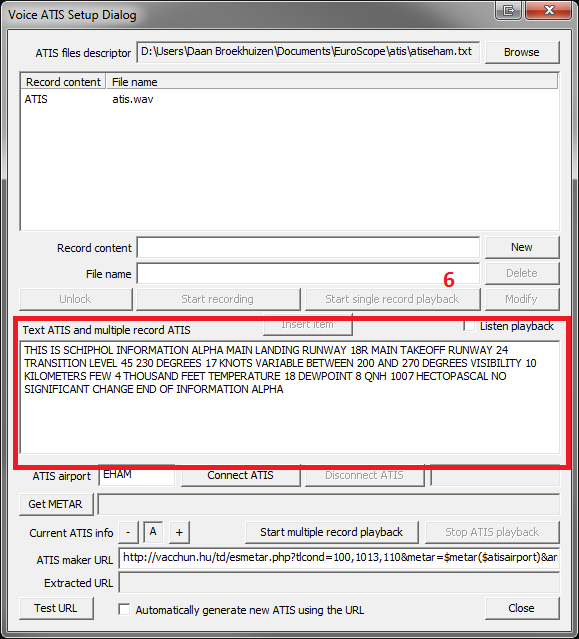 Voice ATIS Setup Dialog
ATIS files descriptor D:\Users\Daan Broekhuizen\Documents\EuroScope\atis\atiseham.txt Browse
Record content File name
ATIS atis.wav
Record content New
File name Delete
6
Unlock Start recording Start single record playback Modify
Text ATIS and multiple record ATIS Insert item Listen playback
THIS IS SCHIPHOL INFORMATION ALPHA MAIN LANDING RUNWAY 18R MAIN TAKEOFF RUNWAY 24
TRANSITION LEVEL 45 230 DEGREES 17 KNOTS VARIABLE BETWEEN 200 AND 270 DEGREES VISIBILITY 10
KILOMETERS FEW 4 THOUSAND FEET TEMPERATURE 18 DEWPOINT 8 QNH 1007 HECTOPASCAL NO
SIGNIFICANT CHANGE END OF INFORMATION ALPHA
ATIS airport EHAM Connect ATIS Disconnect ATIS
Get METAR
Current ATIS info - A + Start multiple record playback Stop ATIS playback
ATIS maker URL http://vacchun.hu/td/esmetar.php?tlcond=100,1013,110&metar=$metar($atisairport)&ar
Extracted URL
Test URL Automatically generate new ATIS using the URL Close